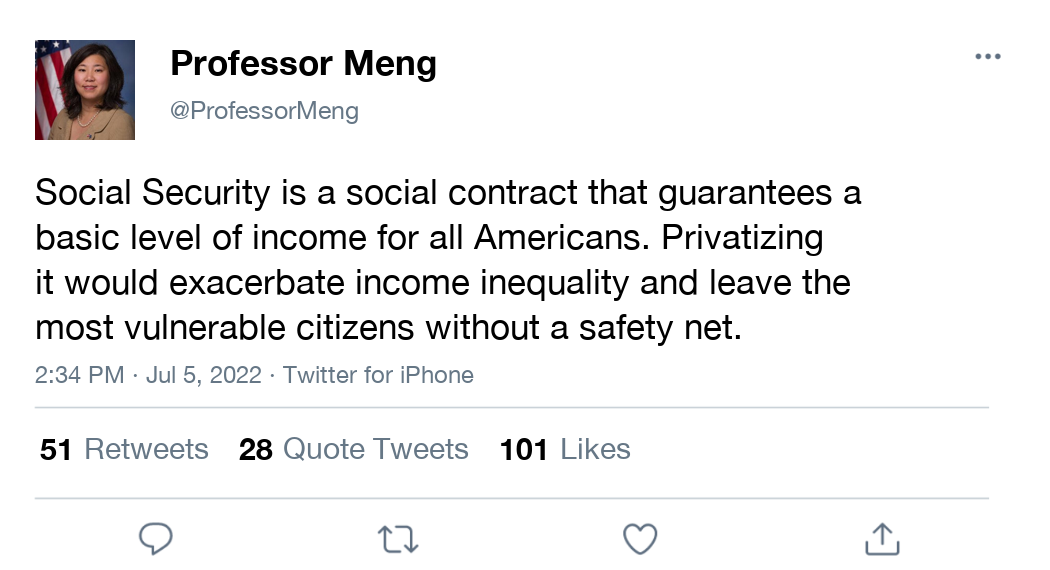 Professor Meng
@ProfessorMeng
Social Security is a social contract that guarantees a
basic level of income for all Americans. Privatizing
it would exacerbate income inequality and leave the
most vulnerable citizens without a safety net.
2:34 PM · Jul 5, 2022 · Twitter for iPhone
51 Retweets 28 Quote Tweets 101 Likes